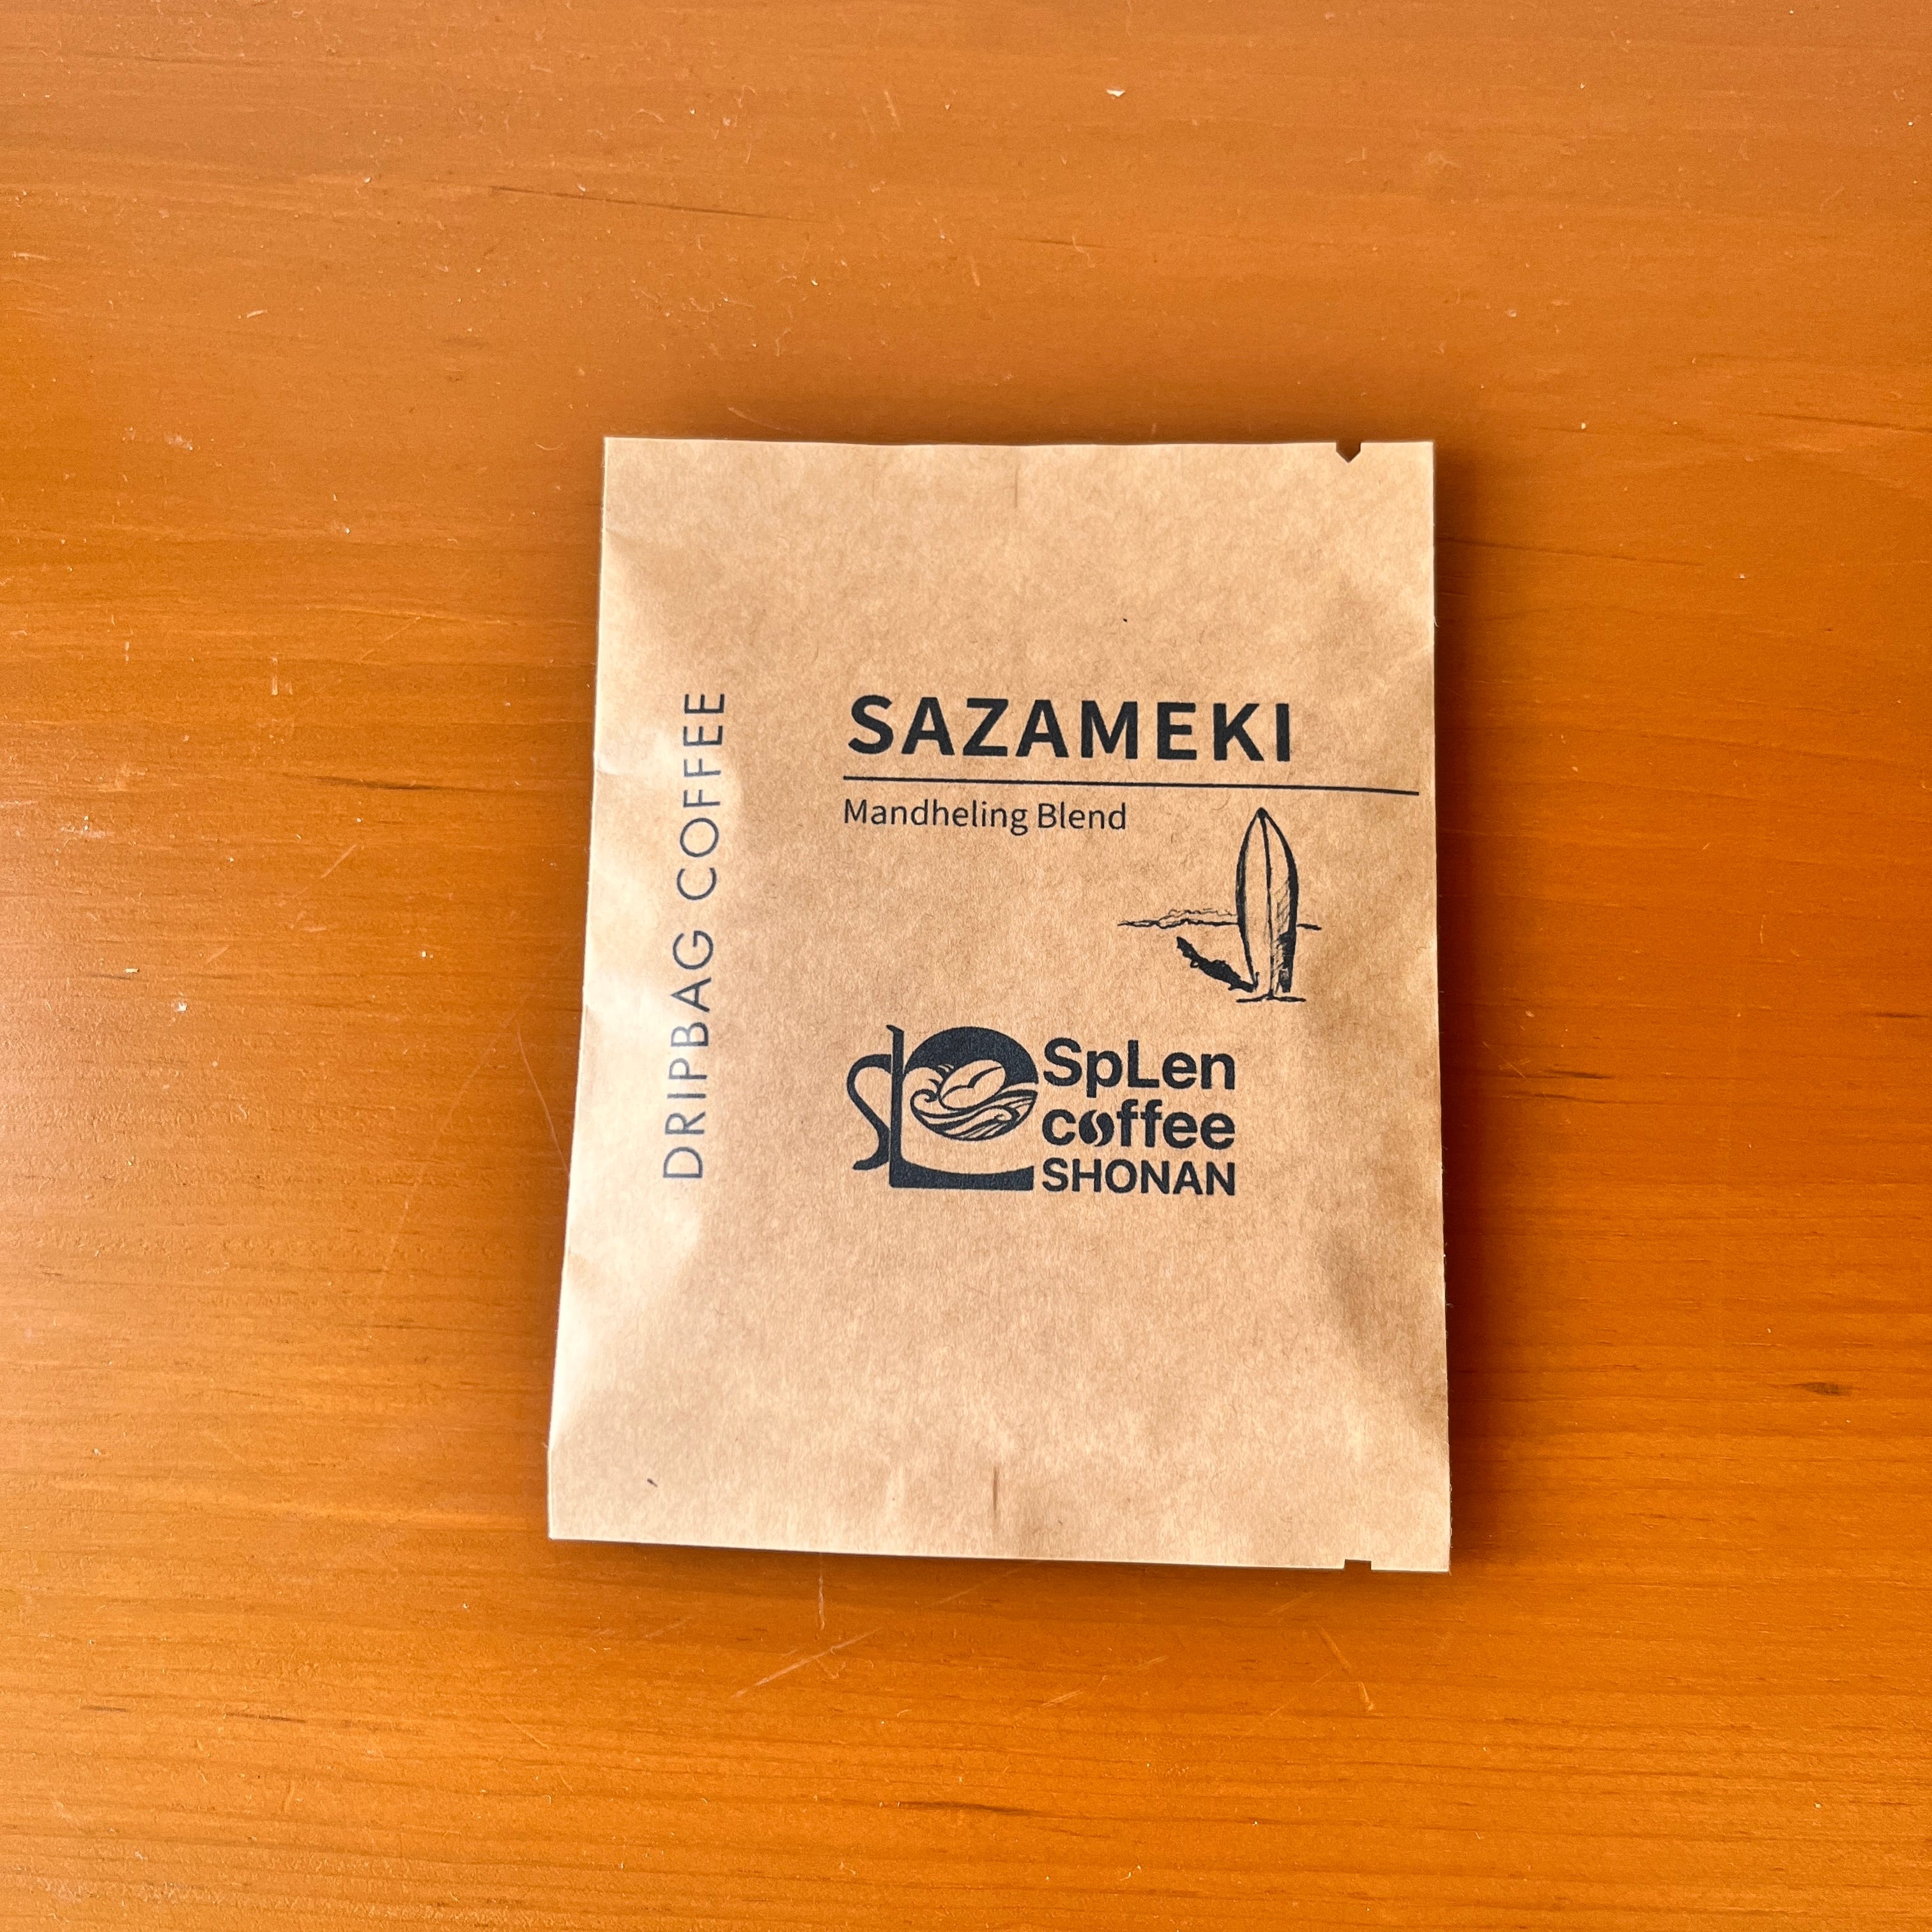 DRIPBAG COFFEE
SAZAMEKI
Mandheling Blend
SpLen
coffee
SHONAN